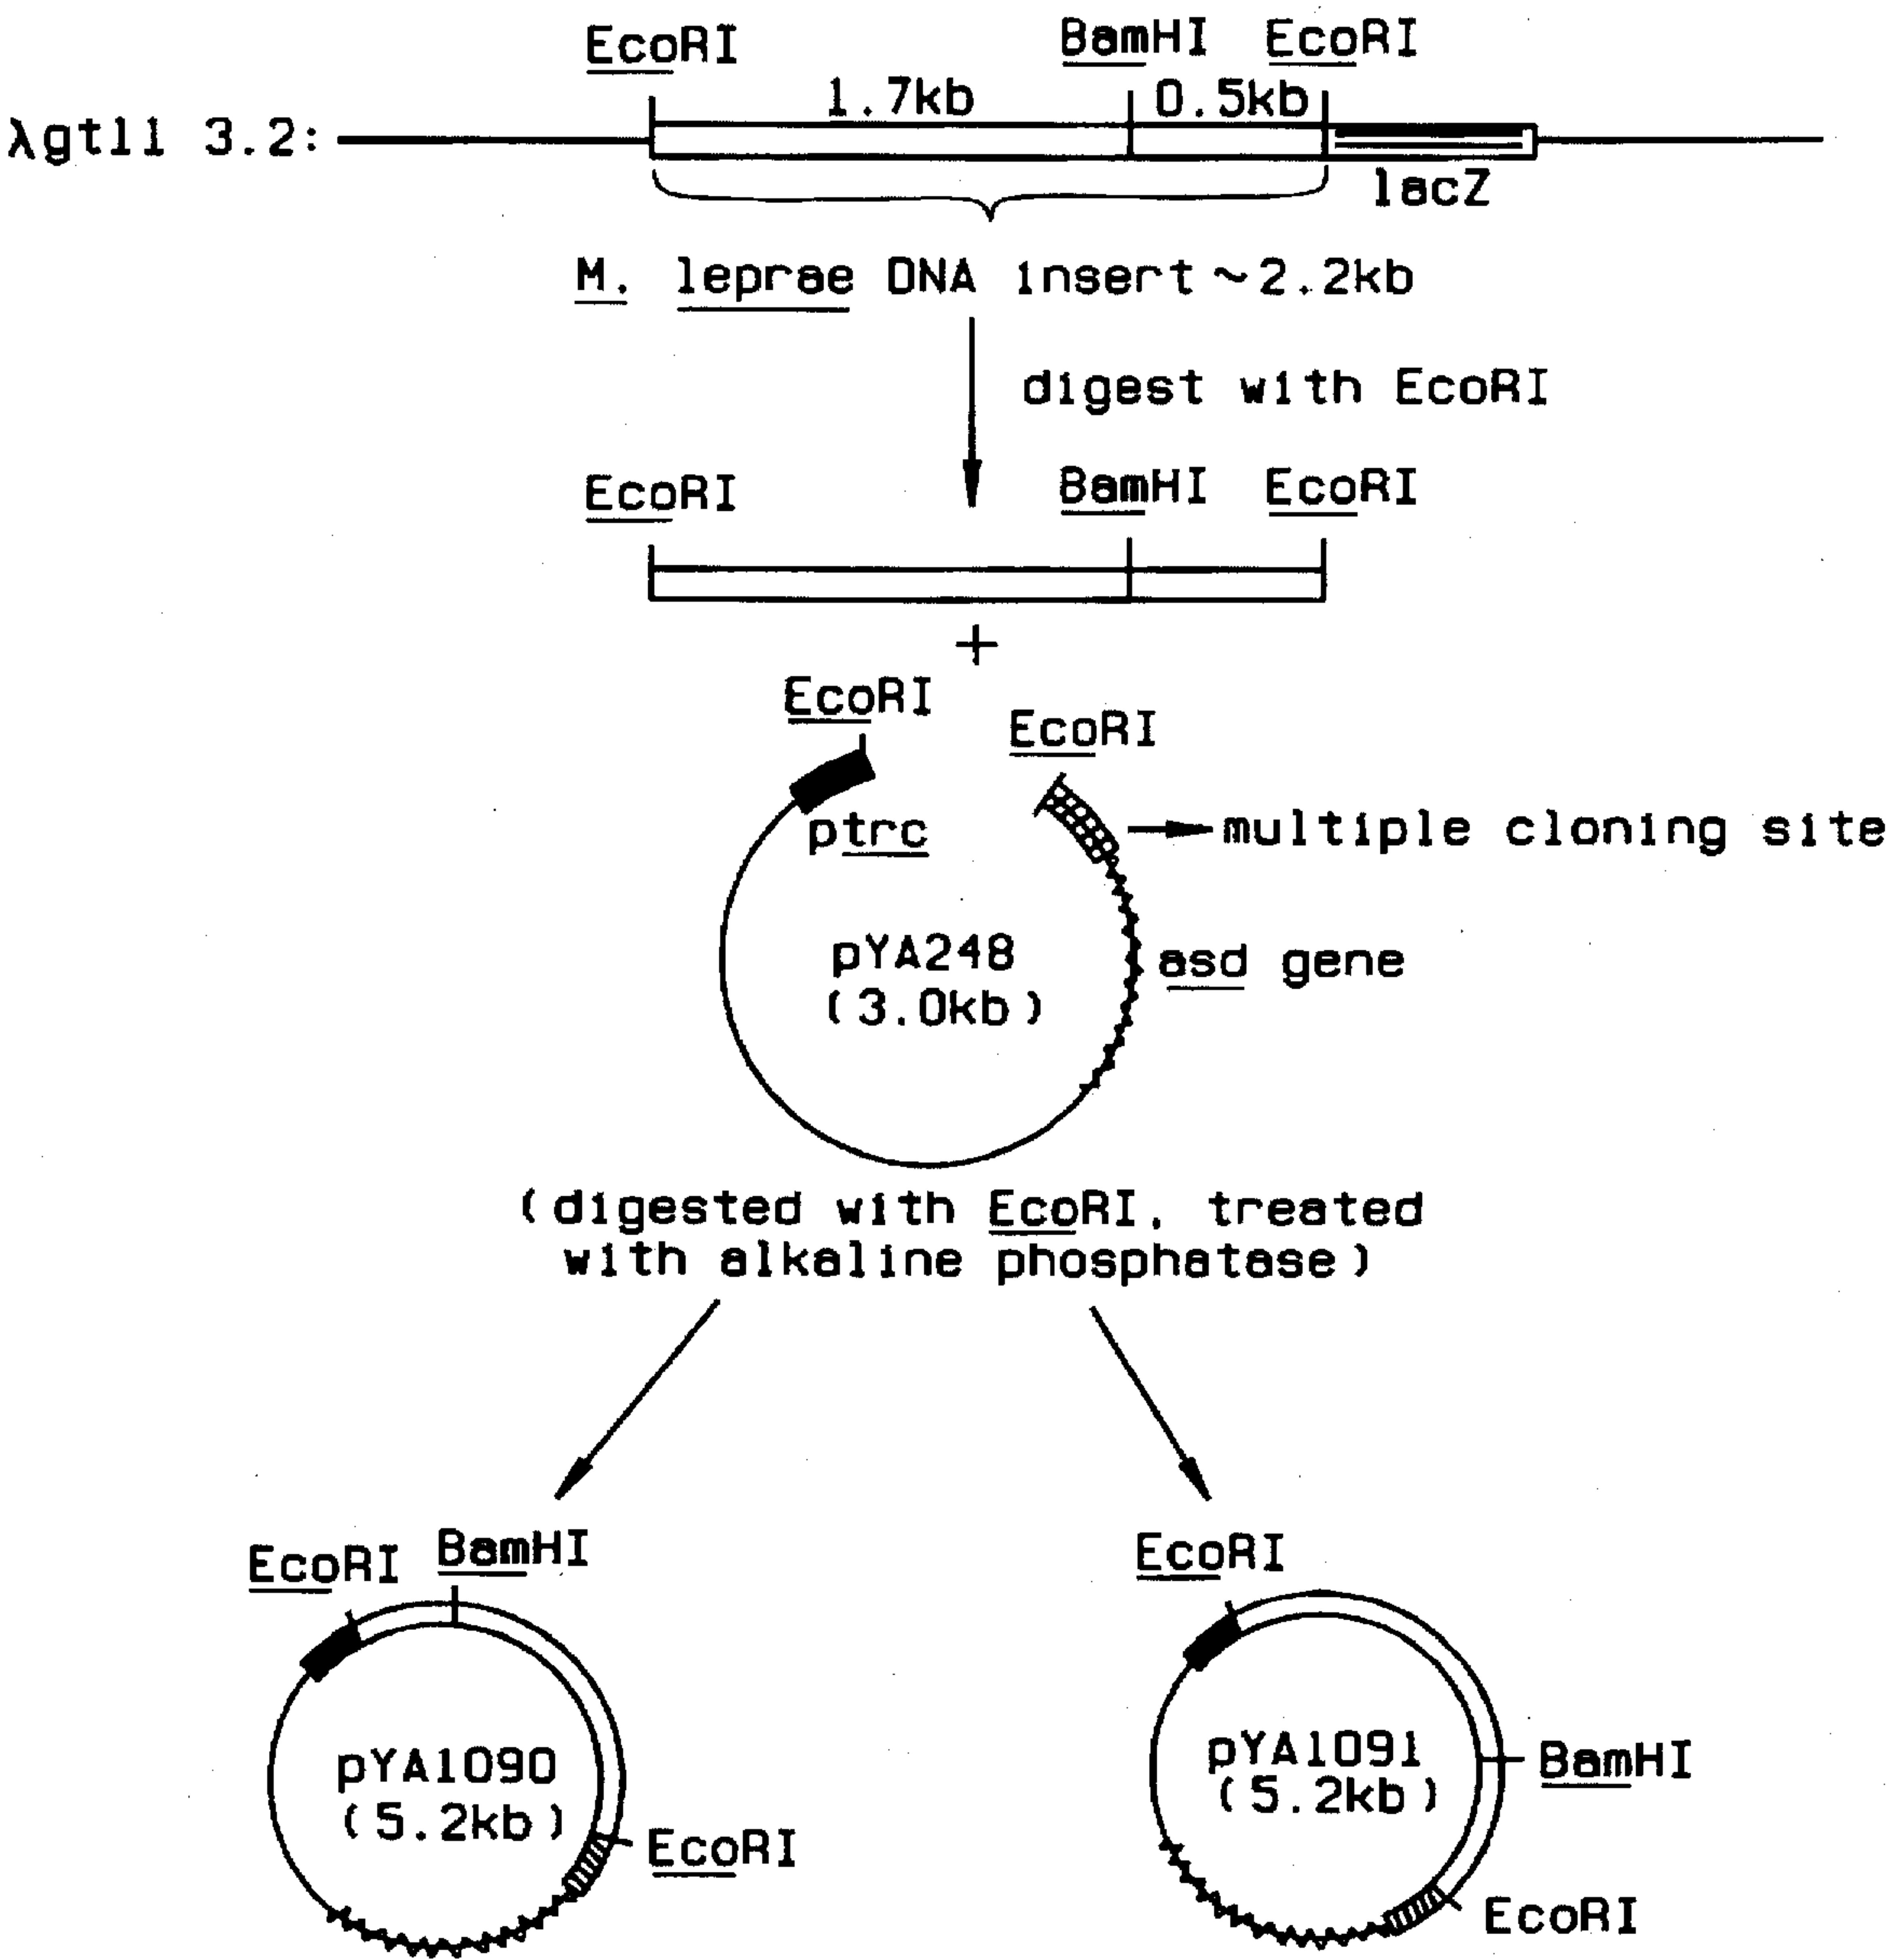 EcoRI BamHI EcoRI
1.7kb 0.5kb
λgt11 3.2:
lacZ
M. leprae DNA insert ~2.2kb
digest with EcoRI
EcoRI BamHI EcoRI
+
EcoRI
EcoRI
ptrc
multiple cloning site
pYA248
(3.0kb)
asd gene
(digested with EcoRI, treated
with alkaline phosphatase)
EcoRI BamHI
EcoRI
pYA1090
(5.2kb)
EcoRI
pYA1091
(5.2kb)
BamHI
EcoRI